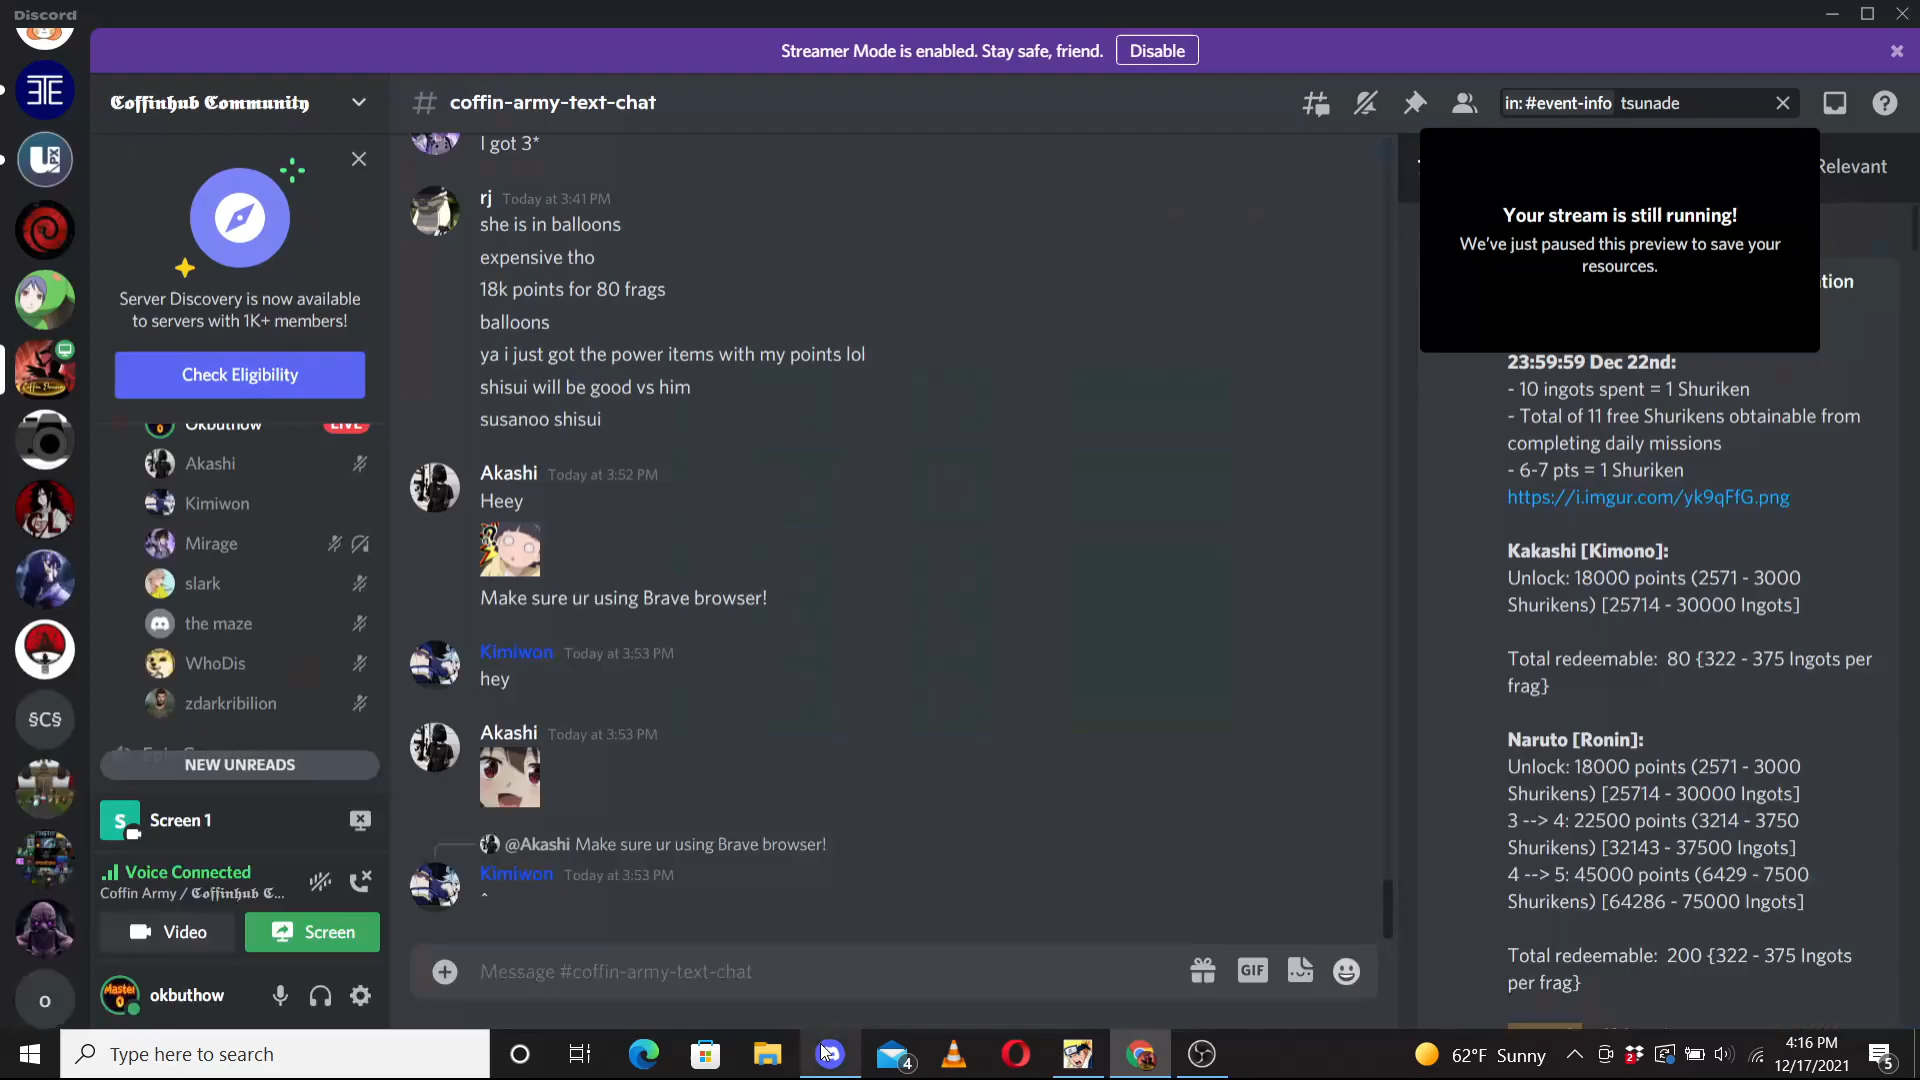 Discord
Streamer Mode is enabled. Stay safe, friend.
Disable
Coffinhub Community
coffin-army-text-chat
in: #event-info tsunade
Relevant
Server Discovery is now available
to servers with 1K+ members!
Check Eligibility
Okbuthow
LIVE
Akashi
Kimiwon
Mirage
slark
the maze
WhoDis
zdarkribilion
NEW UNREADS
S
Screen 1
Voice Connected
Coffin Army / Coffinhub C...
Video
Screen
okbuthow
§C§
o
I got 3*
rj Today at 3:41 PM
she is in balloons
expensive tho
18k points for 80 frags
balloons
ya i just got the power items with my points lol
shisui will be good vs him
susanoo shisui
Akashi Today at 3:52 PM
Heey
Make sure ur using Brave browser!
Kimiwon Today at 3:53 PM
hey
Akashi Today at 3:53 PM
@Akashi Make sure ur using Brave browser!
Kimiwon Today at 3:53 PM
^
Message #coffin-army-text-chat
GIF
Your stream is still running!
We've just paused this preview to save your
resources.
tion
23:59:59 Dec 22nd:
- 10 ingots spent = 1 Shuriken
- Total of 11 free Shurikens obtainable from
completing daily missions
- 6-7 pts = 1 Shuriken
https://i.imgur.com/yk9qFfG.png
Kakashi [Kimono]:
Unlock: 18000 points (2571 - 3000
Shurikens) [25714 - 30000 Ingots]
Total redeemable: 80 {322 - 375 Ingots per
frag}
Naruto [Ronin]:
Unlock: 18000 points (2571 - 3000
Shurikens) [25714 - 30000 Ingots]
3 --> 4: 22500 points (3214 - 3750
Shurikens) [32143 - 37500 Ingots]
4 --> 5: 45000 points (6429 - 7500
Shurikens) [64286 - 75000 Ingots]
Total redeemable: 200 {322 - 375 Ingots
per frag}
Type here to search
4
62°F Sunny
2
4:16 PM
12/17/2021
5